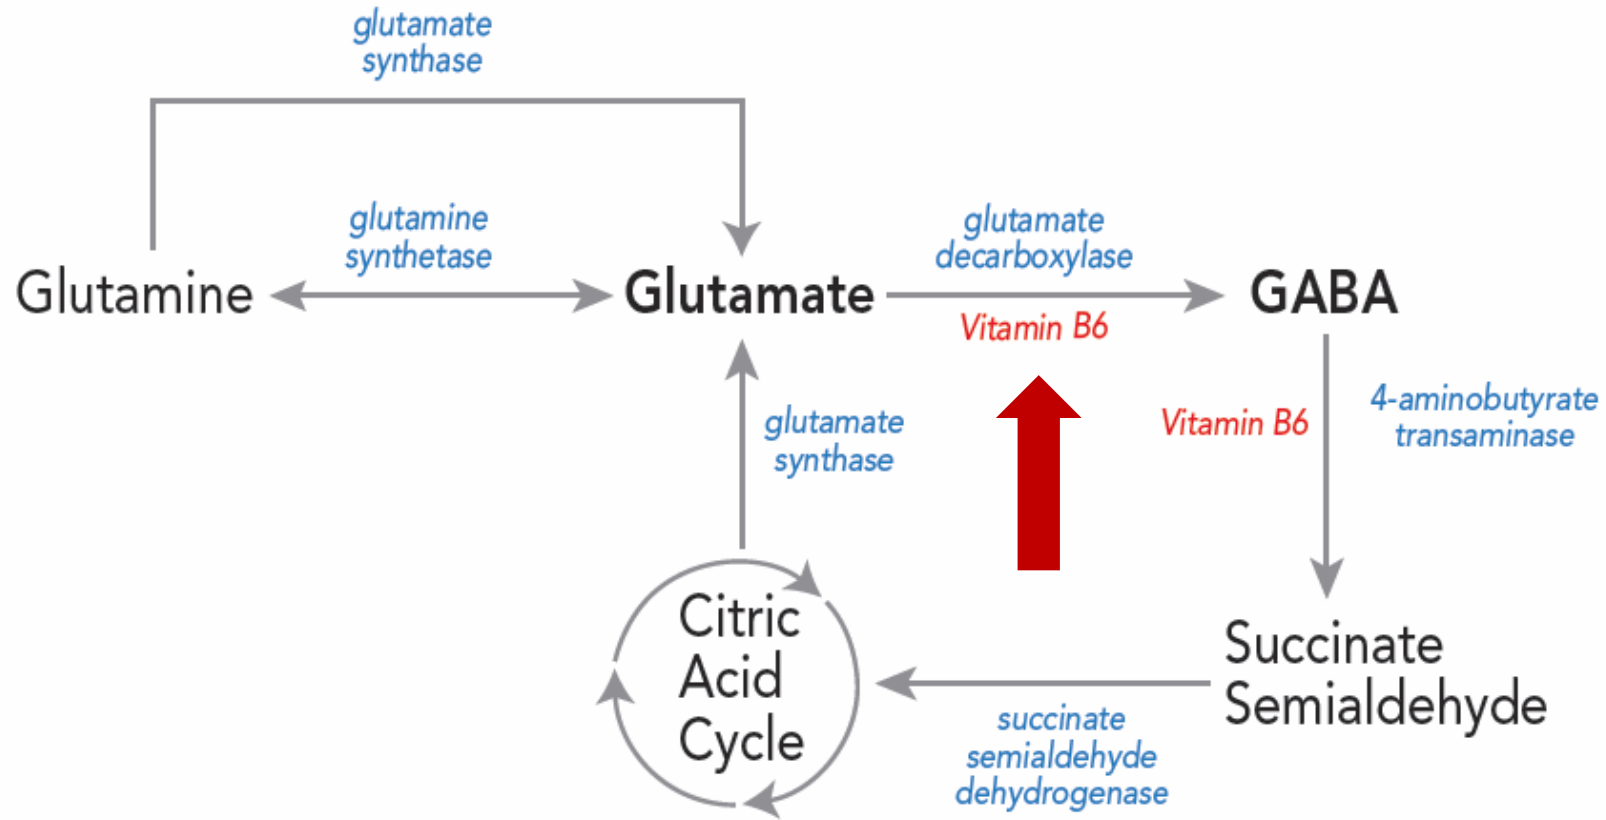 glutamate
synthase
glutamine
synthetase
glutamate
decarboxylase
Glutamine
Glutamate
GABA
Vitamin B6
glutamate
synthase
Vitamin B6
4-aminobutyrate
transaminase
Citric
Acid
Cycle
Succinate
Semialdehyde
succinate
semialdehyde
dehydrogenase